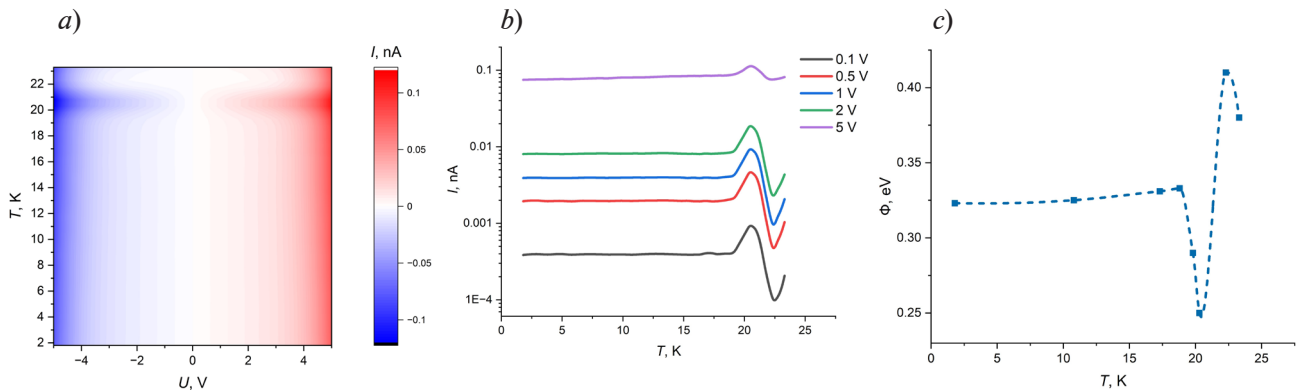 a)
I, nA
22
20
18
16
14
12
10
8
6
4
2
T, K
−4
−2
0
2
4
U, V
0.1
0.05
0
−0.05
−0.1
b)
0.1
0.01
0.001
1E−4
I, nA
0
5
10
15
20
25
T, K
0.1 V
0.5 V
1 V
2 V
5 V
c)
0.40
0.35
0.30
0.25
Φ, eV
0
5
10
15
20
25
T, K